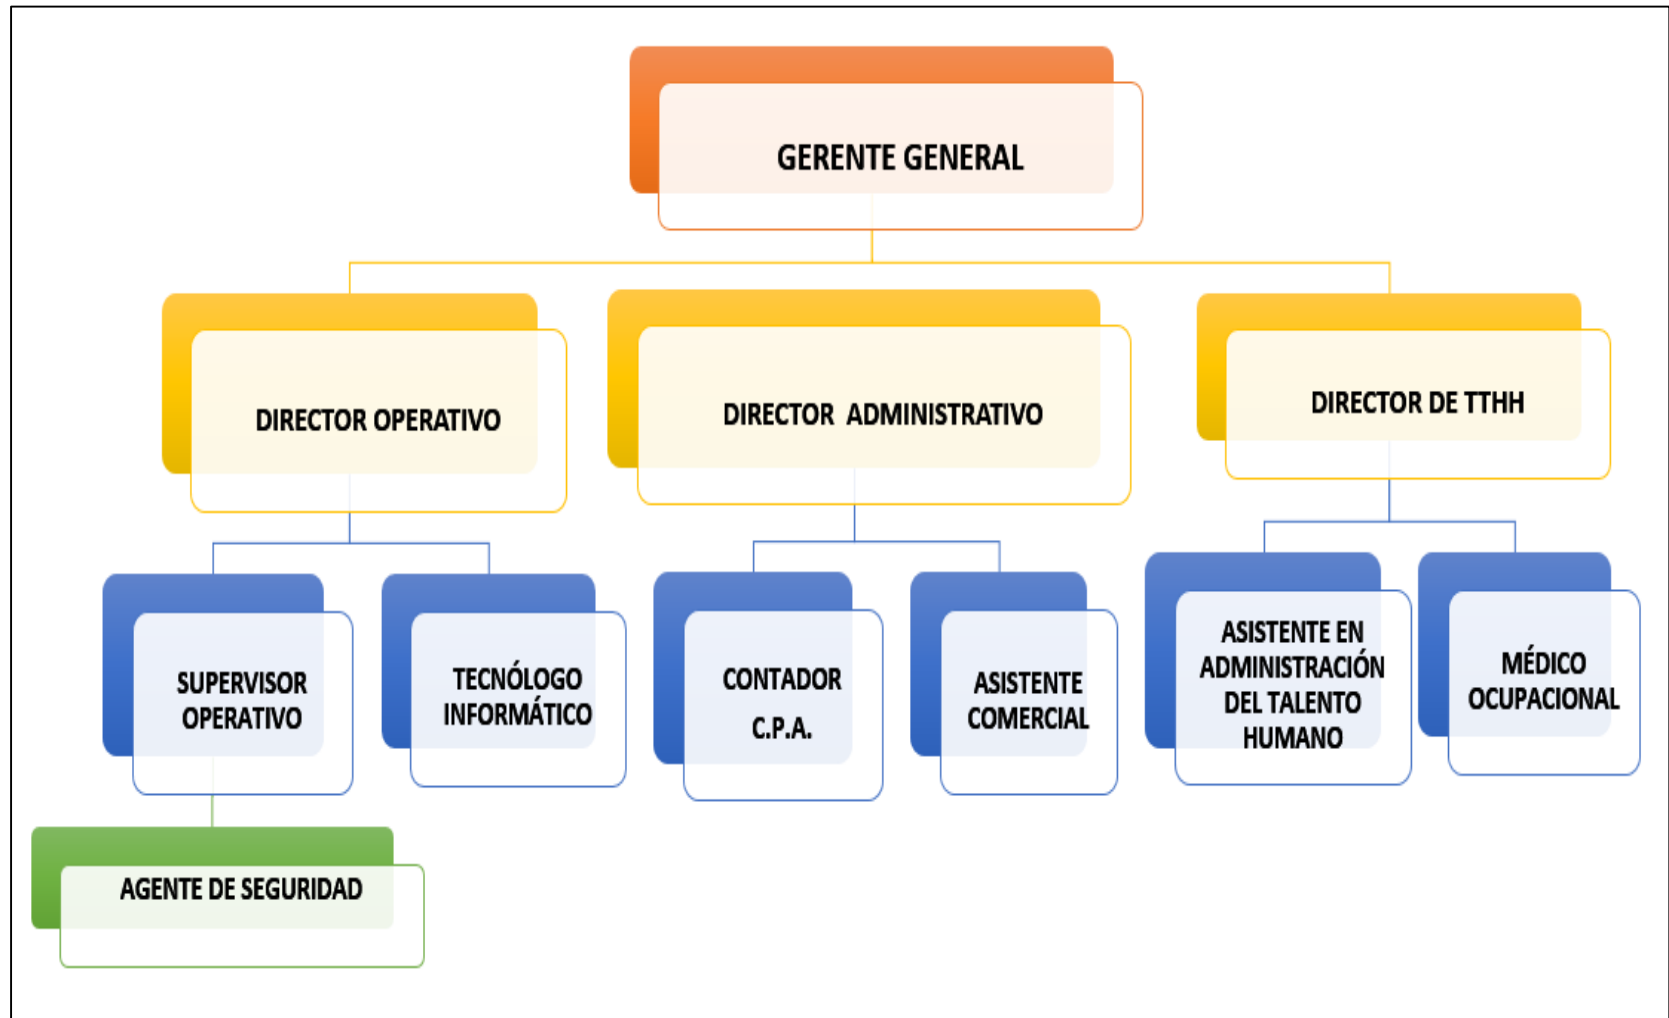 GERENTE GENERAL
DIRECTOR OPERATIVO
DIRECTOR ADMINISTRATIVO
DIRECTOR DE TTHH
SUPERVISOR
OPERATIVO
TECNÓLOGO
INFORMÁTICO
CONTADOR
C.P.A.
ASISTENTE
COMERCIAL
ASISTENTE EN
ADMINISTRACIÓN
DEL TALENTO
HUMANO
MÉDICO
OCUPACIONAL
AGENTE DE SEGURIDAD